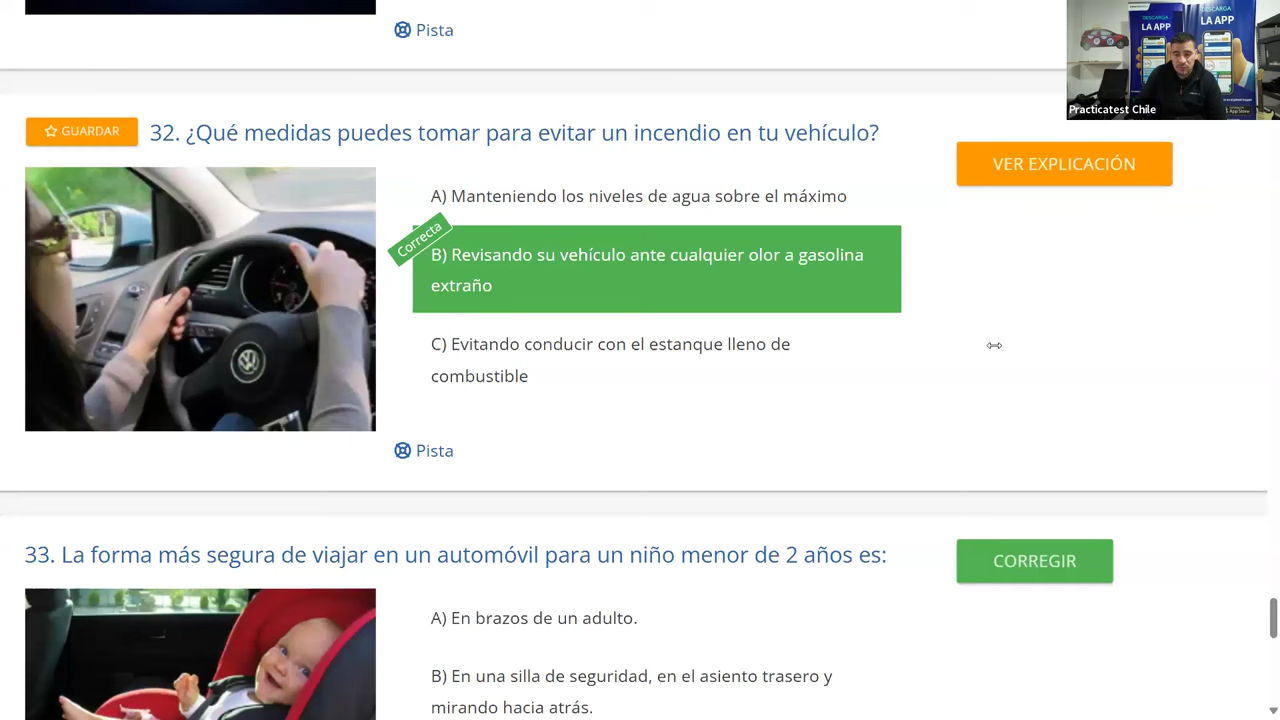 Pista
DESCARGA
LA APP
DESCARGA
LA APP
Practicatest Chile
GUARDAR
32. ¿Qué medidas puedes tomar para evitar un incendio en tu vehículo?
VER EXPLICACIÓN
A) Manteniendo los niveles de agua sobre el máximo
Correcta
B) Revisando su vehículo ante cualquier olor a gasolina
extraño
C) Evitando conducir con el estanque lleno de
combustible
Pista
33. La forma más segura de viajar en un automóvil para un niño menor de 2 años es:
CORREGIR
A) En brazos de un adulto.
B) En una silla de seguridad, en el asiento trasero y
mirando hacia atrás.